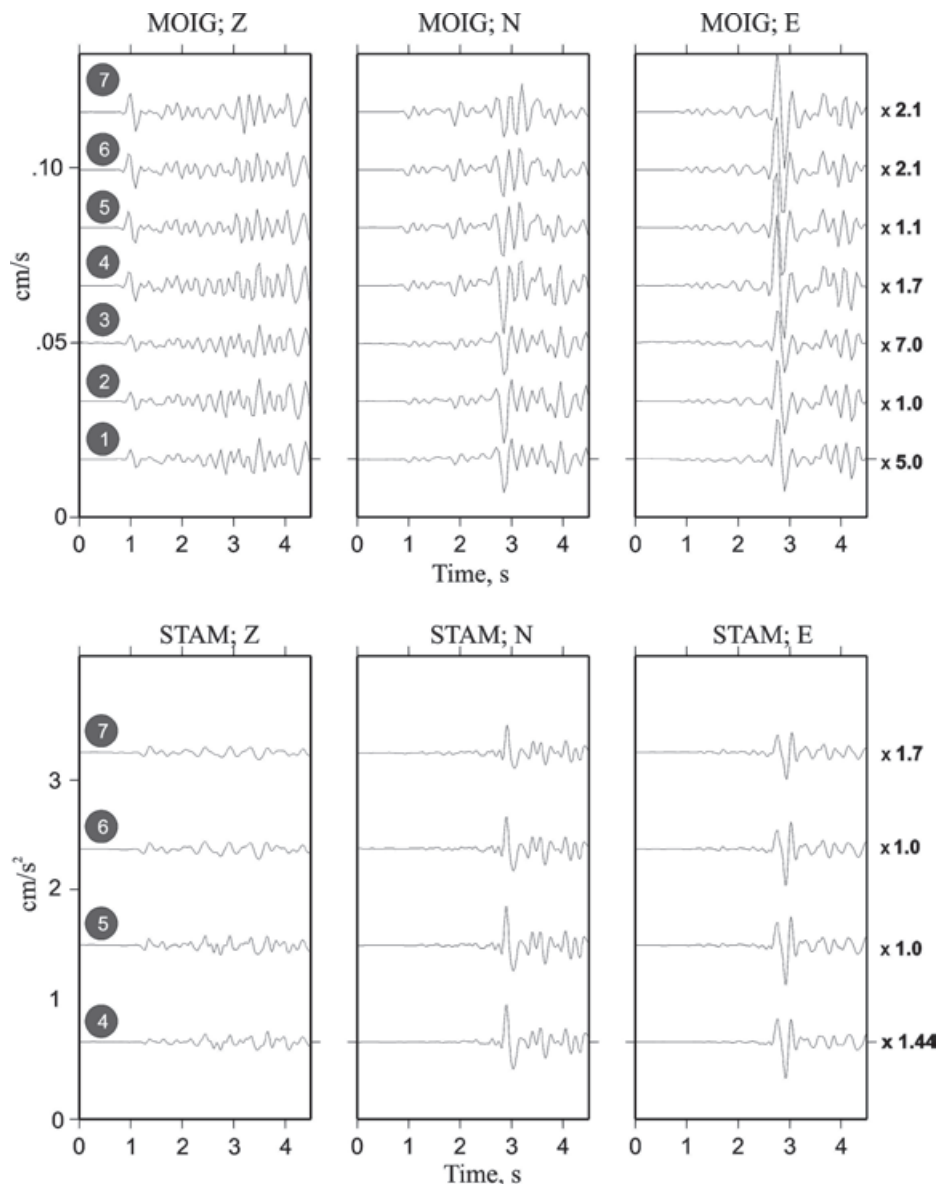 MOIG; Z MOIG; N MOIG; E
7 x 2.1
.10 6 x 2.1
5 x 1.1
cm/s
4 x 1.7
.05 3 x 7.0
2 x 1.0
1 x 5.0
0
0 1 2 3 4 0 1 2 3 4 0 1 2 3 4
Time, s
STAM; Z STAM; N STAM; E
7 x 1.7
3
6 x 1.0
cm/s²
2
5 x 1.0
1
4 x 1.44
0
0 1 2 3 4 0 1 2 3 4 0 1 2 3 4
Time, s